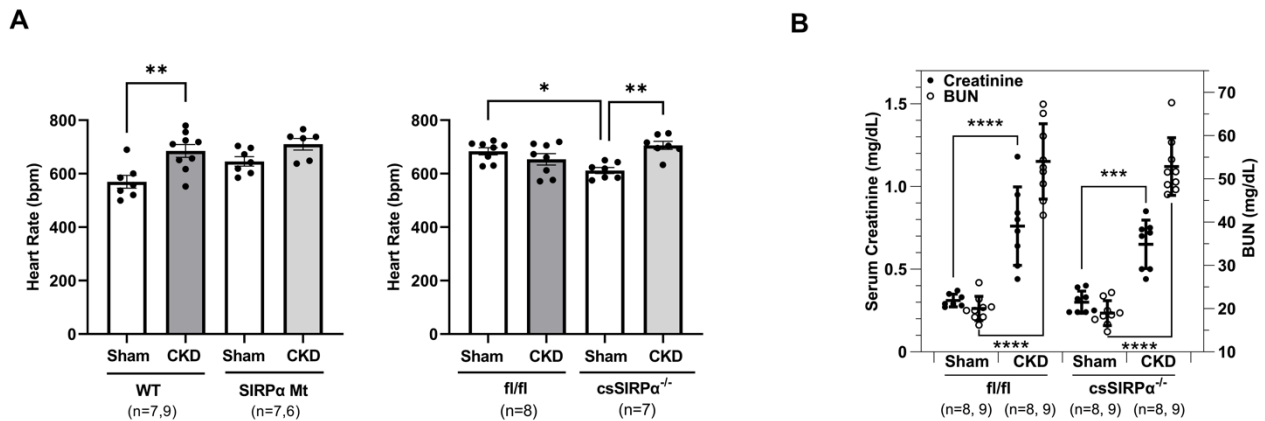 A
B
Heart Rate (bpm)
800
600
400
200
0
**
Sham CKD Sham CKD
WT SIRPα Mt
(n=7,9) (n=7,6)
Heart Rate (bpm)
800
600
400
200
0
* **
Sham CKD Sham CKD
fl/fl csSIRPα-/-
(n=8) (n=7)
Serum Creatinine (mg/dL)
1.5
1.0
0.5
0
Creatinine
BUN
****
***
****
****
70
60
50
40
30
20
10
BUN (mg/dL)
Sham CKD Sham CKD
fl/fl csSIRPα-/-
(n=8, 9) (n=8, 9) (n=8, 9) (n=8, 9)